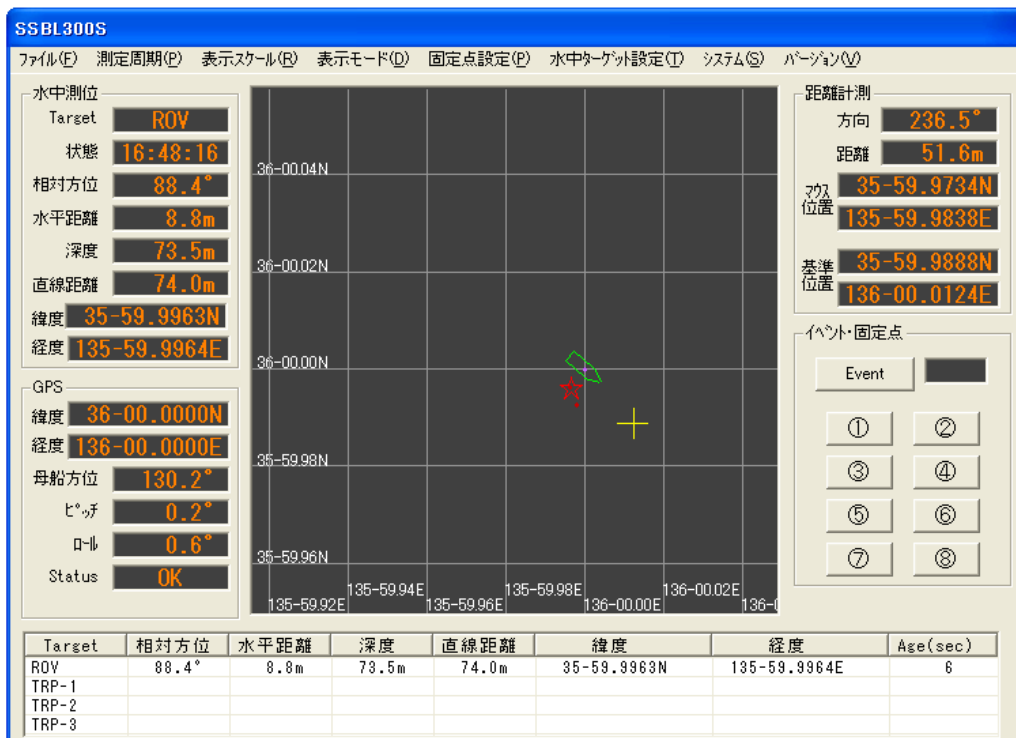 SSBL300S
ファイル(F) 測定周期(P) 表示スケール(R) 表示モード(D) 固定点設定(P) 水中ターゲット設定(T) システム(S) バージョン(V)
水中測位
Target ROV
状態 16:48:16
相対方位 88.4°
水平距離 8.8m
深度 73.5m
直線距離 74.0m
緯度 35-59.9963N
経度 135-59.9964E
GPS
緯度 36-00.0000N
経度 136-00.0000E
母船方位 130.2°
ピッチ 0.2°
ロール 0.6°
Status OK
36-00.04N
36-00.02N
36-00.00N
35-59.98N
35-59.96N
135-59.94E 135-59.98E 136-00.02E
135-59.92E 135-59.96E 136-00.00E 136-0
距離計測
方向 236.5°
距離 51.6m
マウス位置 35-59.9734N
135-59.9838E
基準位置 35-59.9888N
136-00.0124E
イベント・固定点
Event
① ②
③ ④
⑤ ⑥
⑦ ⑧
Target 相対方位 水平距離 深度 直線距離 緯度 経度 Age(sec)
ROV 88.4° 8.8m 73.5m 74.0m 35-59.9963N 135-59.9964E 6
TRP-1
TRP-2
TRP-3